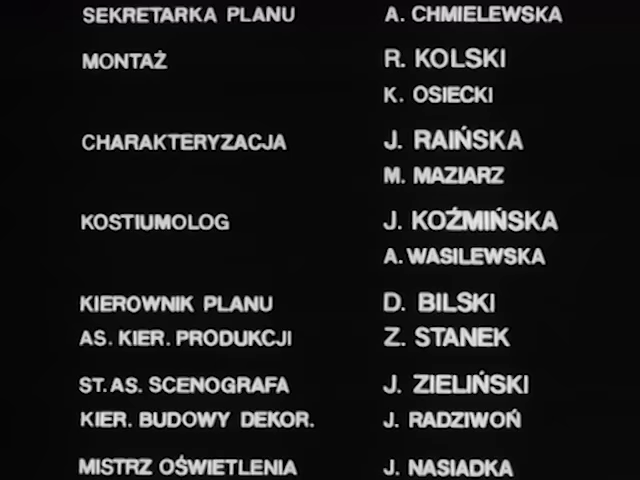 SEKRETARKA PLANU A. CHMIELEWSKA
MONTAŻ R. KOLSKI
K. OSIECKI
CHARAKTERYZACJA J. RAIŃSKA
M. MAZIARZ
KOSTIUMOLOG J. KOŹMIŃSKA
A. WASILEWSKA
KIEROWNIK PLANU D. BILSKI
AS. KIER. PRODUKCJI Z. STANEK
ST. AS. SCENOGRAFA J. ZIELIŃSKI
KIER. BUDOWY DEKOR. J. RADZIWOŃ
MISTRZ OŚWIETLENIA J. NASIADKA